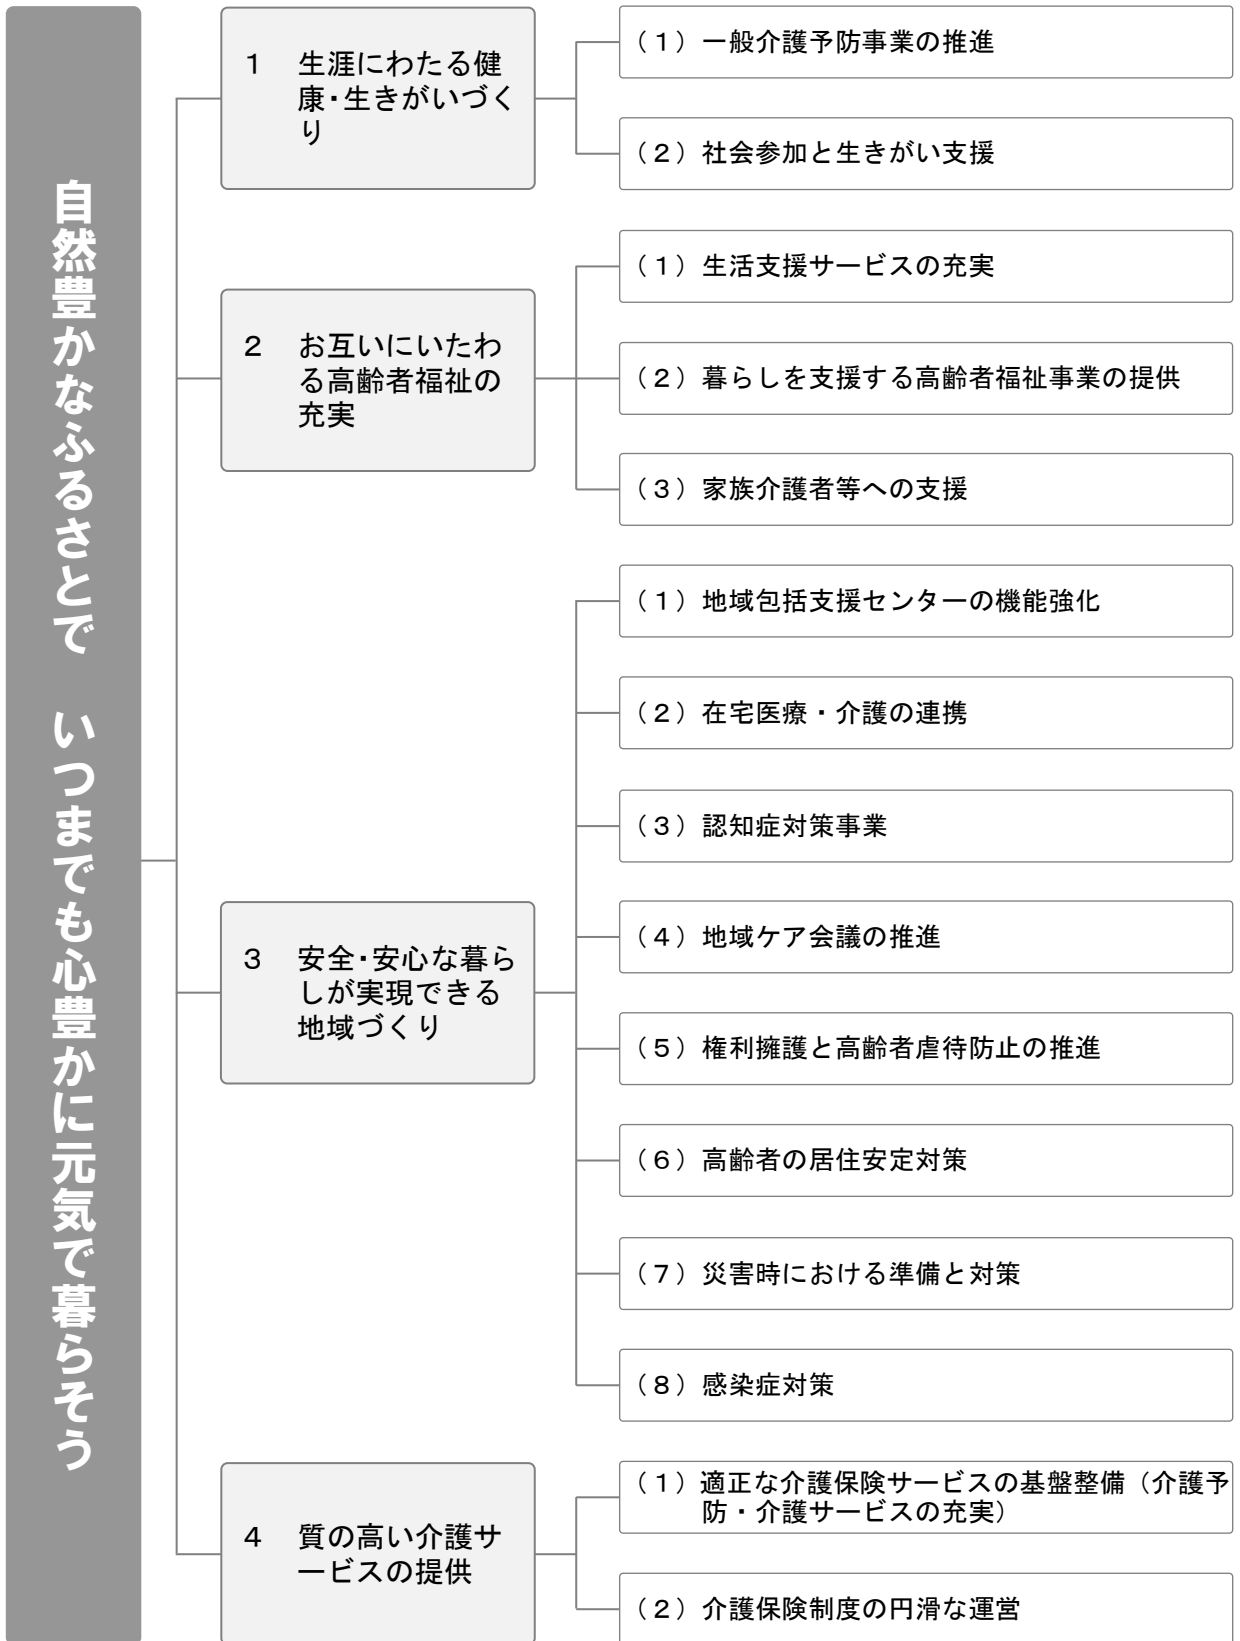 自然豊かなふるさとで　いつまでも心豊かに元気で暮らそう
１　生涯にわたる健
康・生きがいづく
り
（１）一般介護予防事業の推進
（２）社会参加と生きがい支援
２　お互いにいたわ
る高齢者福祉の
充実
（１）生活支援サービスの充実
（２）暮らしを支援する高齢者福祉事業の提供
（３）家族介護者等への支援
３　安全・安心な暮ら
しが実現できる
地域づくり
（１）地域包括支援センターの機能強化
（２）在宅医療・介護の連携
（３）認知症対策事業
（４）地域ケア会議の推進
（５）権利擁護と高齢者虐待防止の推進
（６）高齢者の居住安定対策
（７）災害時における準備と対策
（８）感染症対策
４　質の高い介護サ
ービスの提供
（１）適正な介護保険サービスの基盤整備（介護予
防・介護サービスの充実）
（２）介護保険制度の円滑な運営